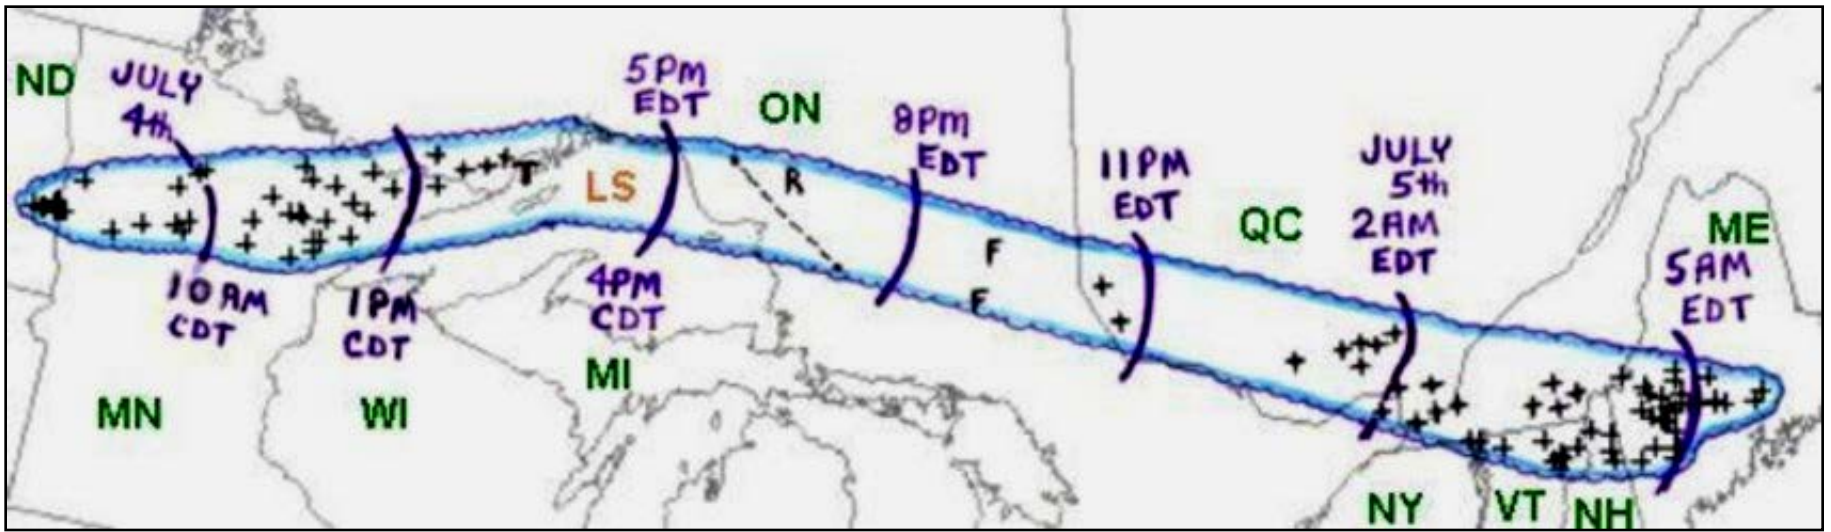 ND
JULY
4th
10 AM
CDT
1PM
CDT
5PM
EDT
4PM
CDT
ON
8PM
EDT
11PM
EDT
QC
JULY
5th
2AM
EDT
ME
5AM
EDT
T
LS
R
F
F
MN
WI
MI
NY
VT
NH